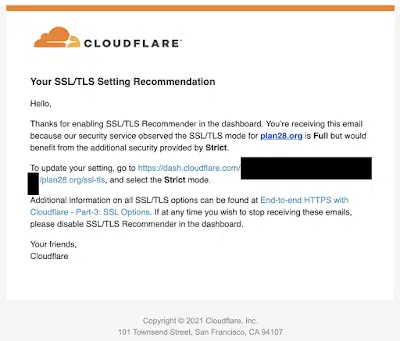 CLOUDFLARE
Your SSL/TLS Setting Recommendation
Hello,
Thanks for enabling SSL/TLS Recommender in the dashboard. You're receiving this email
because our security service observed the SSL/TLS mode for plan28.org is Full but would
benefit from the additional security provided by Strict.
To update your setting, go to https://dash.cloudflare.com/
/plan28.org/ssl-tls, and select the Strict mode.
Additional information on all SSL/TLS options can be found at End-to-end HTTPS with
Cloudflare - Part-3: SSL Options. If at any time you wish to stop receiving these emails,
please disable SSL/TLS Recommender in the dashboard.
Your friends,
Cloudflare
Copyright © 2021 Cloudflare, Inc.
101 Townsend Street, San Francisco, CA 94107